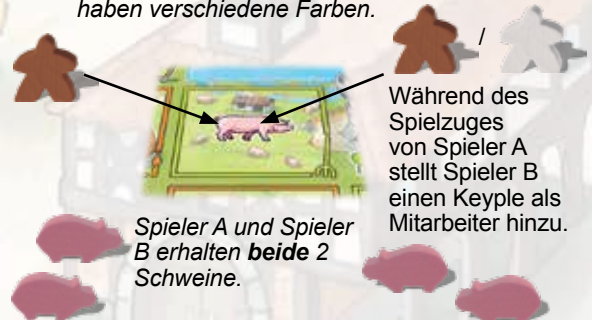 haben verschiedene Farben.
/
Während des
Spielzuges
von Spieler A
stellt Spieler B
einen Keyple als
Mitarbeiter hinzu.
Spieler A und Spieler
B erhalten beide 2
Schweine.